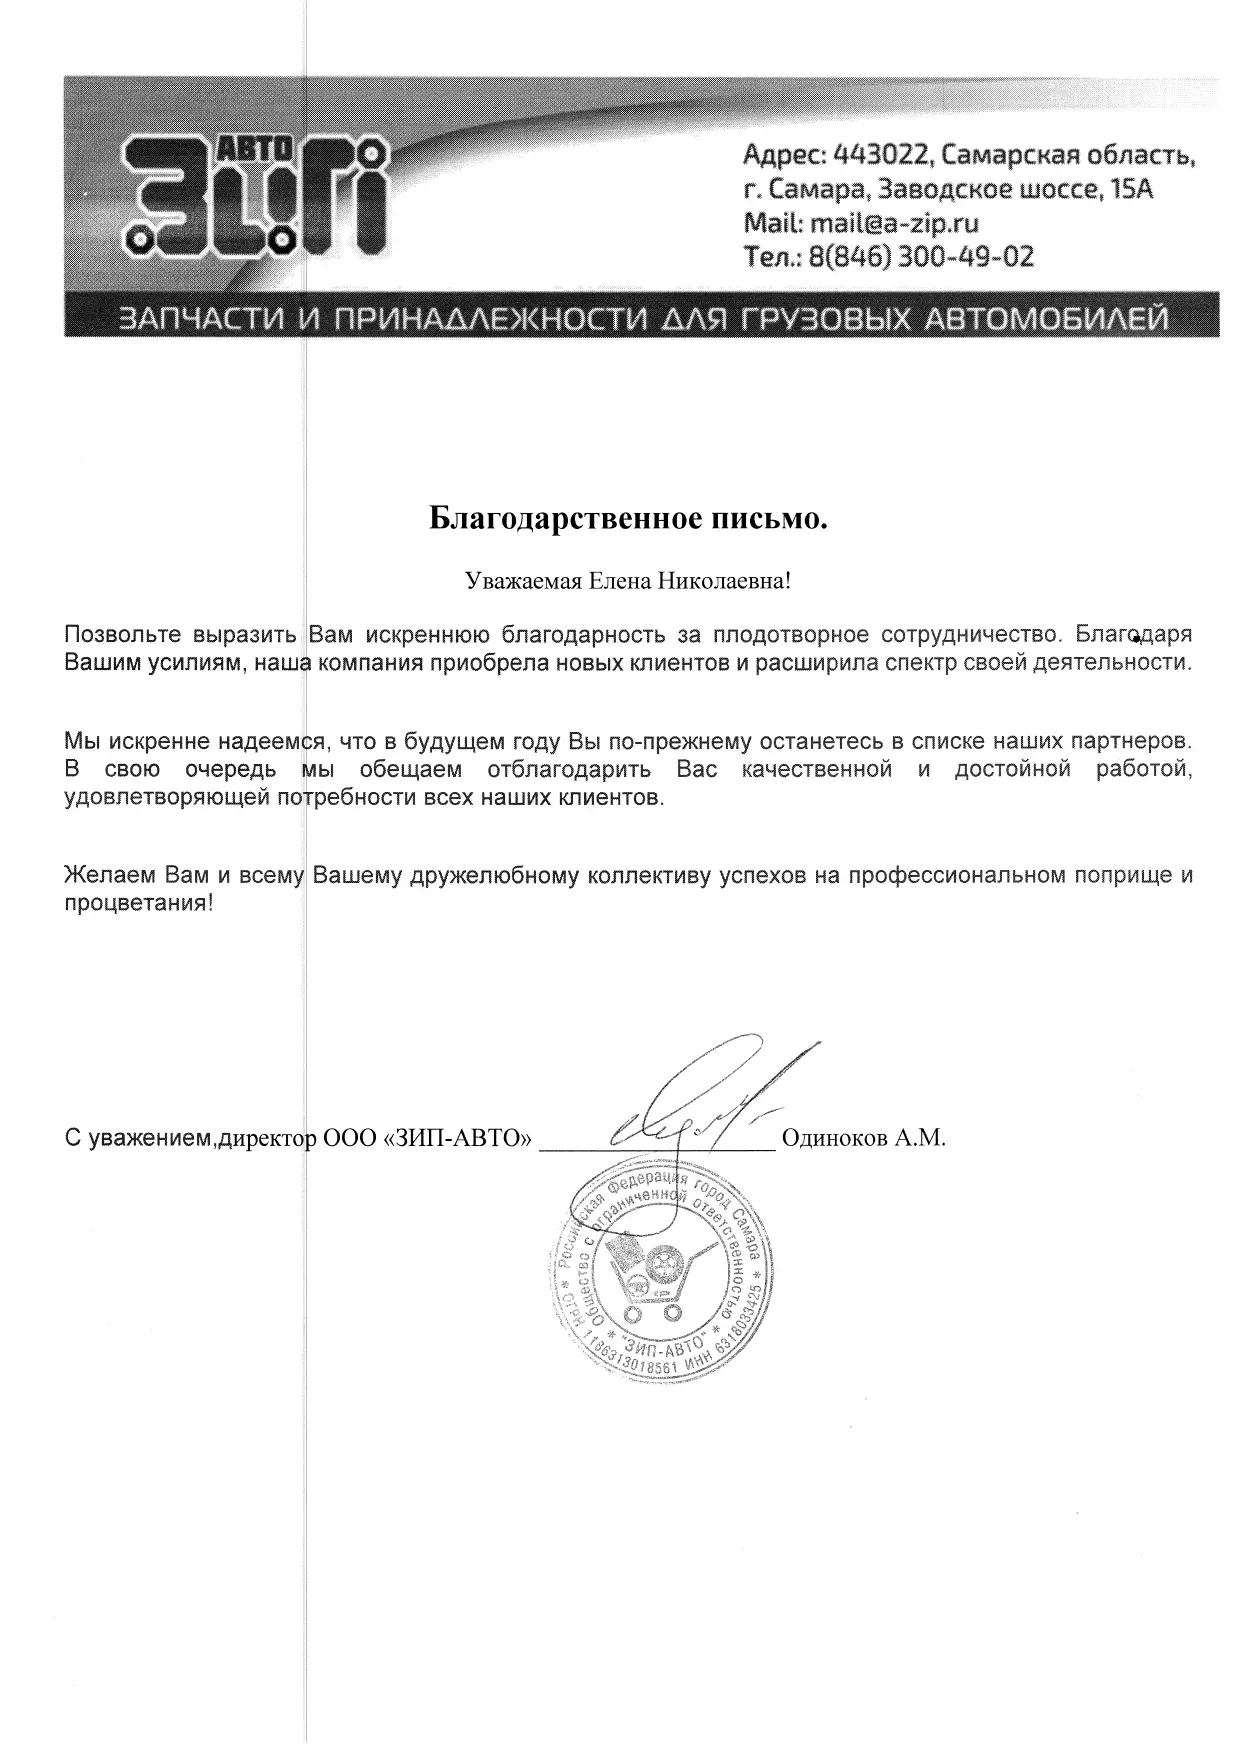 АВТО
ЗИП
Адрес: 443022, Самарская область,
г. Самара, Заводское шоссе, 15А
Mail: mail@a-zip.ru
Тел.: 8(846) 300-49-02
ЗАПЧАСТИ И ПРИНАДЛЕЖНОСТИ ДЛЯ ГРУЗОВЫХ АВТОМОБИЛЕЙ
Благодарственное письмо.
Уважаемая Елена Николаевна!
Позвольте выразить Вам искреннюю благодарность за плодотворное сотрудничество. Благодаря
Вашим усилиям, наша компания приобрела новых клиентов и расширила спектр своей деятельности.
Мы искренне надеемся, что в будущем году Вы по-прежнему останетесь в списке наших партнеров.
В свою очередь мы обещаем отблагодарить Вас качественной и достойной работой,
удовлетворяющей потребности всех наших клиентов.
Желаем Вам и всему Вашему дружелюбному коллективу успехов на профессиональном поприще и
процветания!
С уважением,директор ООО «ЗИП-АВТО» __________________ Одиноков А.М.
* Российская Федерация город Самара *
ОГРН 1186313018561 ИНН 6318033425
Общество с ограниченной ответственностью
* "ЗИП-АВТО" *